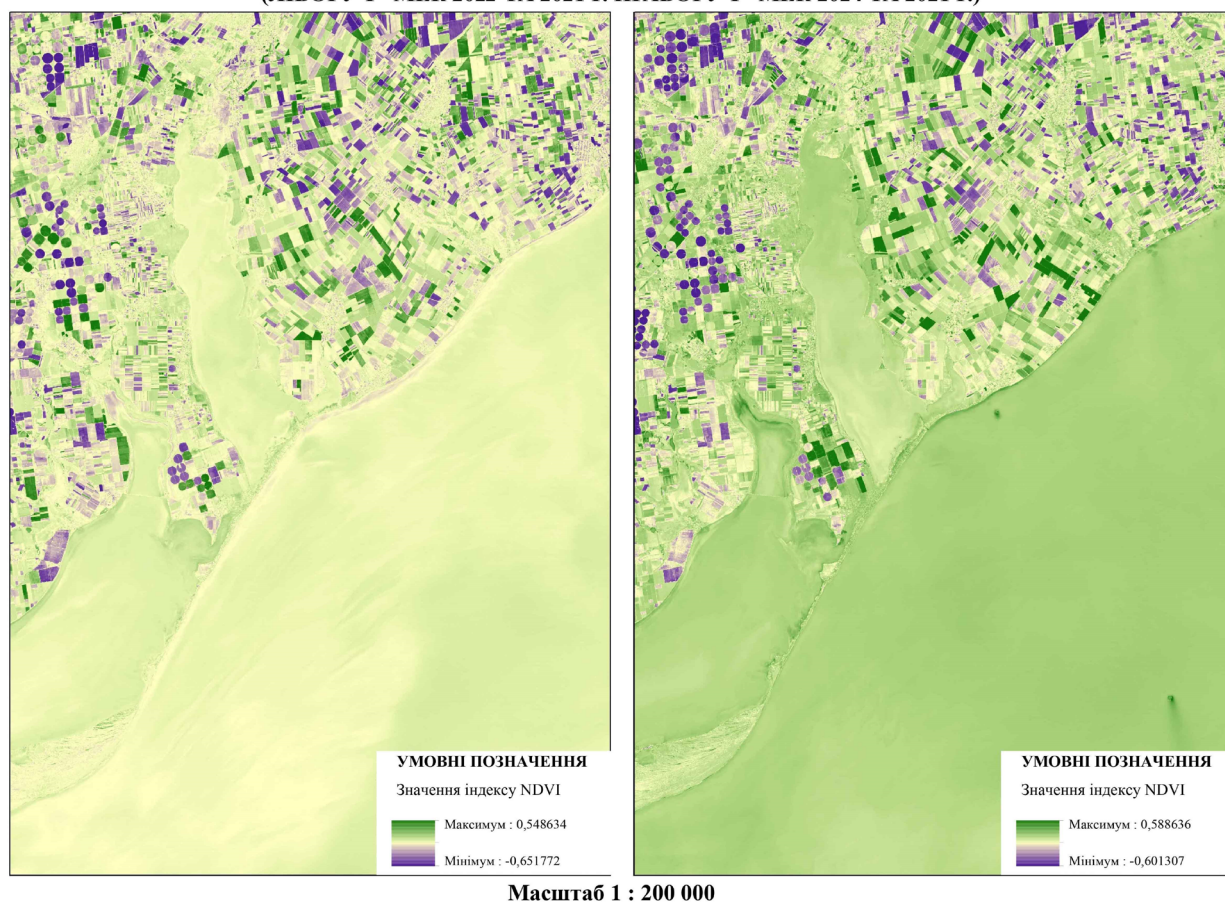 УМОВНІ ПОЗНАЧЕННЯ
Значення індексу NDVI
Максимум : 0,548634
Мінімум : -0,651772
УМОВНІ ПОЗНАЧЕННЯ
Значення індексу NDVI
Максимум : 0,588636
Мінімум : -0,601307
Масштаб 1 : 200 000